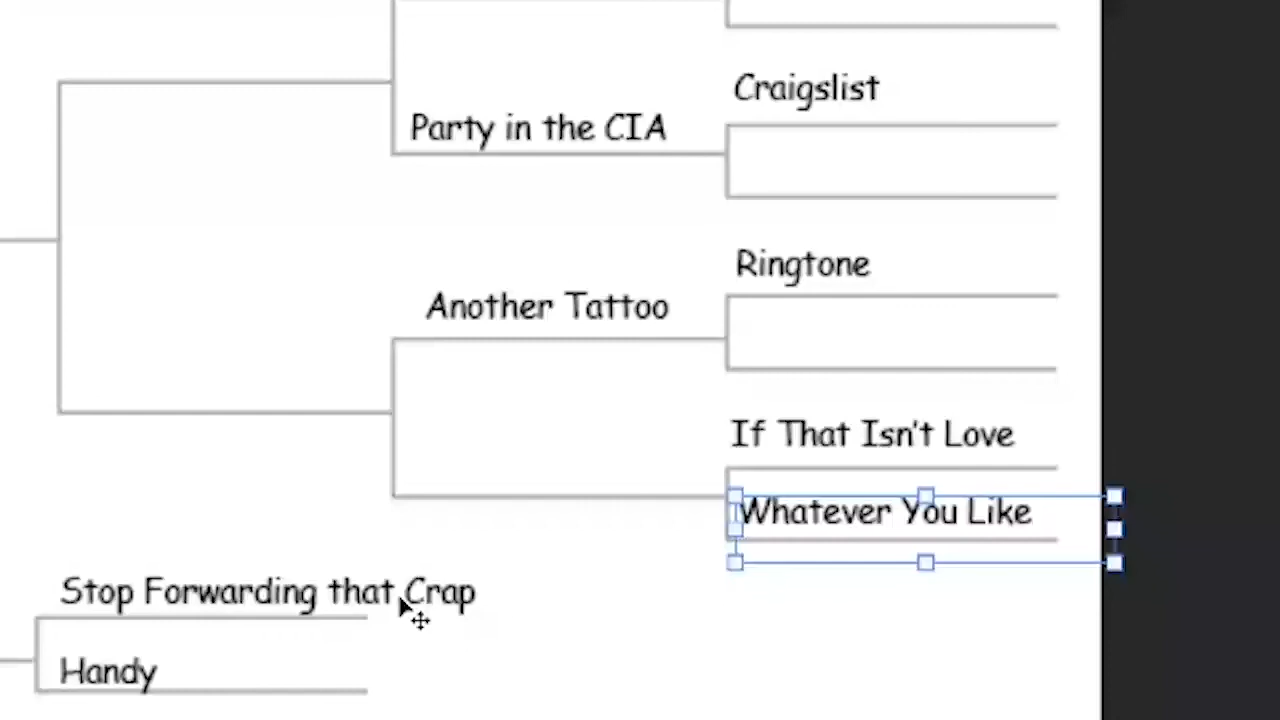 Craigslist
Party in the CIA
Ringtone
Another Tattoo
If That Isn't Love
Whatever You Like
Stop Forwarding that Crap
Handy